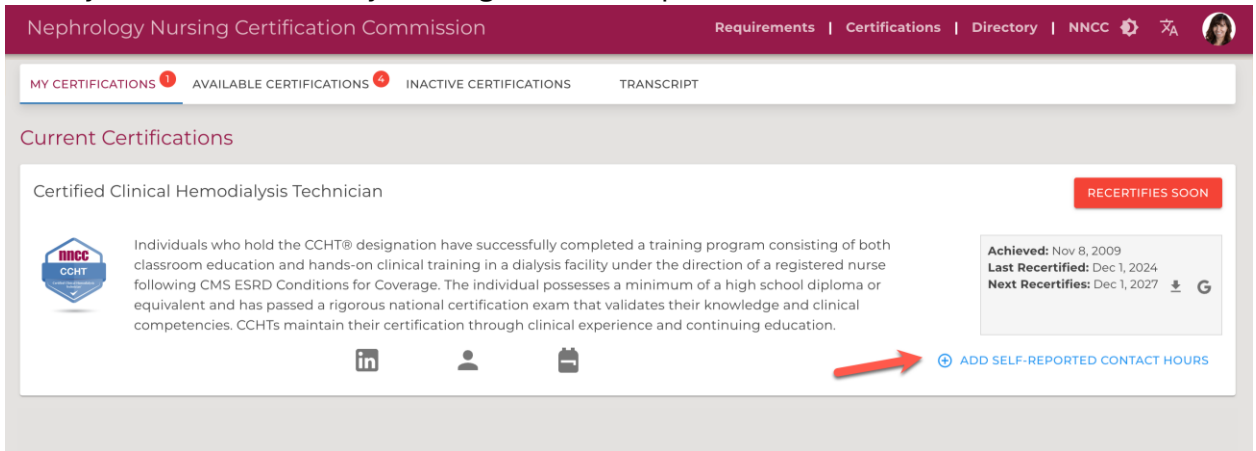 Nephrology Nursing Certification Commission
Requirements | Certifications | Directory | NNCC
MY CERTIFICATIONS 1 AVAILABLE CERTIFICATIONS 4 INACTIVE CERTIFICATIONS TRANSCRIPT
Current Certifications
Certified Clinical Hemodialysis Technician
RECERTIFIES SOON
nncc
CCHT
Individuals who hold the CCHT® designation have successfully completed a training program consisting of both
classroom education and hands-on clinical training in a dialysis facility under the direction of a registered nurse
following CMS ESRD Conditions for Coverage. The individual possesses a minimum of a high school diploma or
equivalent and has passed a rigorous national certification exam that validates their knowledge and clinical
competencies. CCHTs maintain their certification through clinical experience and continuing education.
Achieved: Nov 8, 2009
Last Recertified: Dec 1, 2024
Next Recertifies: Dec 1, 2027
G
in
ADD SELF-REPORTED CONTACT HOURS